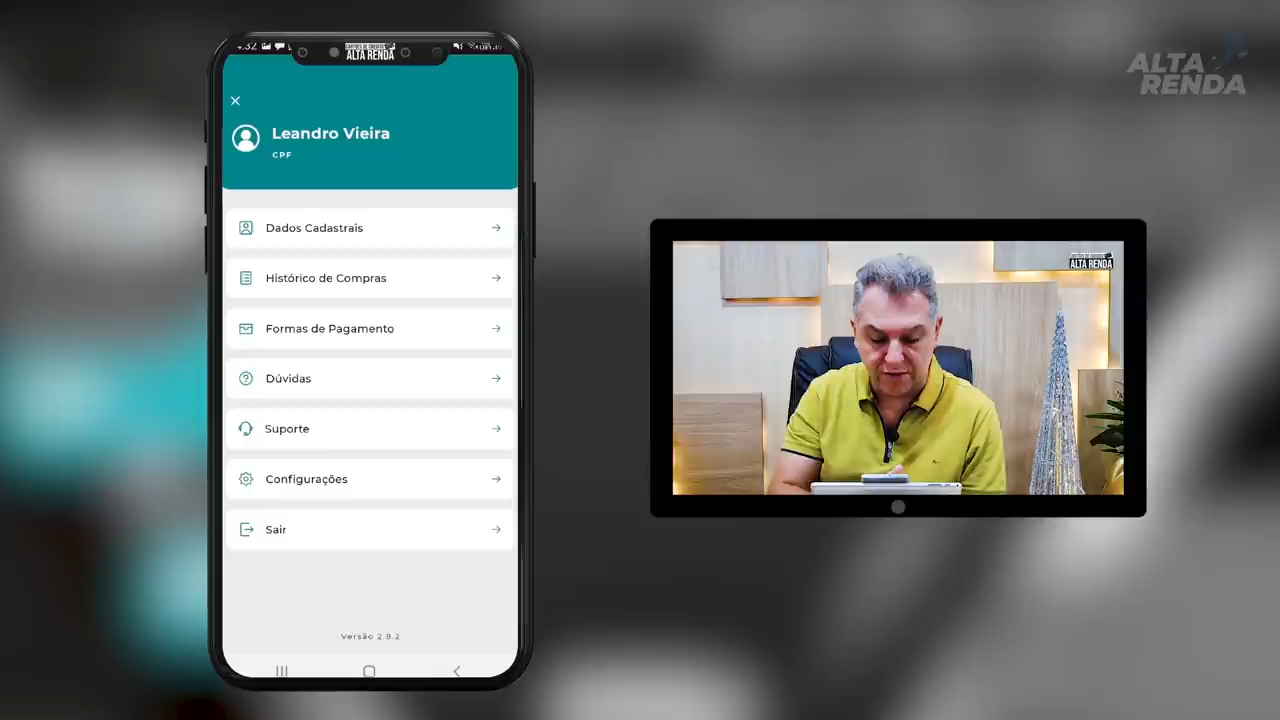 ALTA RENDA
Leandro Vieira
CPF
Dados Cadastrais
Histórico de Compras
Formas de Pagamento
Dúvidas
Suporte
Configurações
Sair
Versão 2.8.2
ALTA
RENDA
ALTA RENDA